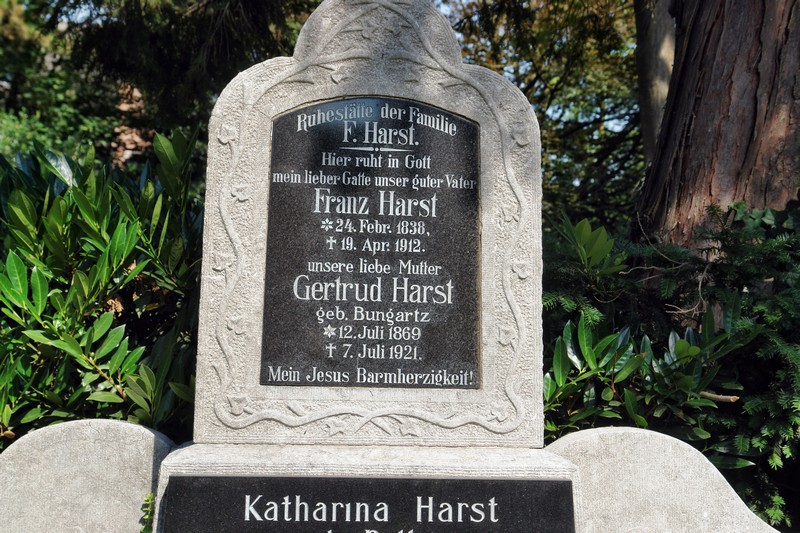 Ruhestätte der Familie
F. Harst.
Hier ruht in Gott
mein lieber Gatte unser guter Vater
Franz Harst
✲ 24. Febr. 1838,
† 19. Apr. 1912.
unsere liebe Mutter
Gertrud Harst
geb. Bungartz
✲ 12. Juli 1869
† 7. Juli 1921.
Mein Jesus Barmherzigkeit!
Katharina Harst